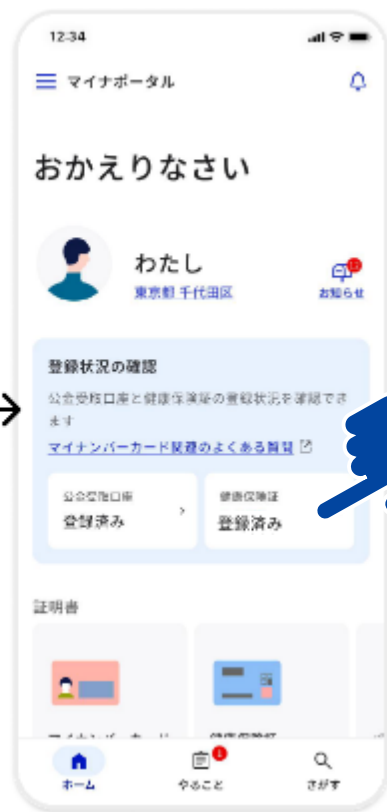 12:34
マイナポータル
おかえりなさい
わたし
東京都 千代田区
お知らせ
登録状況の確認
公金受取口座と健康保険証の登録状況を確認でき
ます
マイナンバーカード関連のよくある質問
公金受取口座
登録済み
健康保険証
登録済み
証明書
ホーム
1
やること
さがす